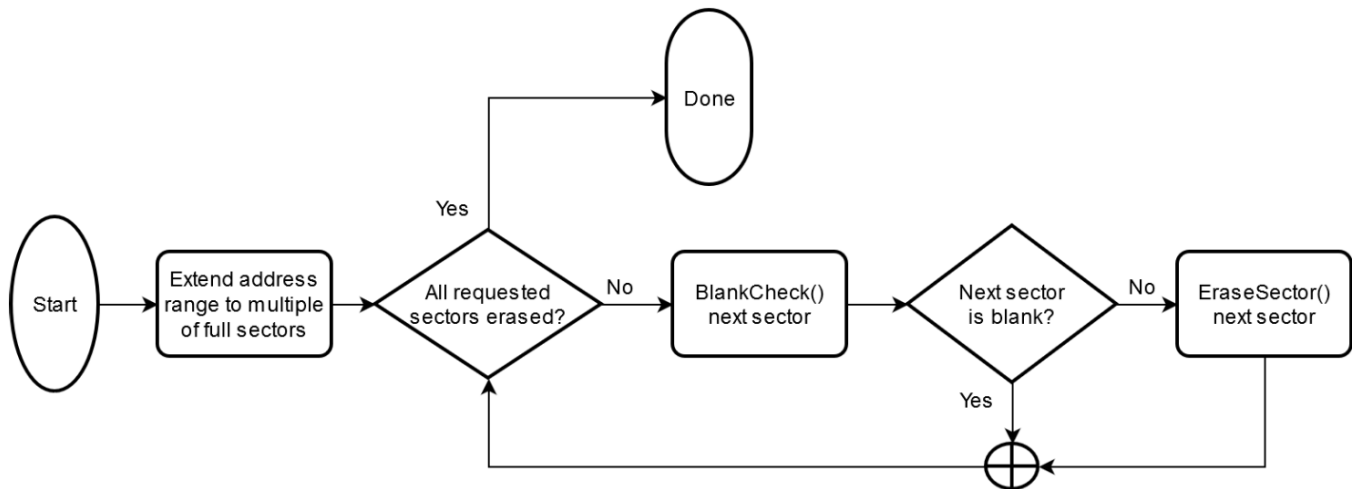 Done
Yes
Start
Extend address
range to multiple
of full sectors
All requested
sectors erased?
No
BlankCheck()
next sector
Next sector
is blank?
No
EraseSector()
next sector
Yes